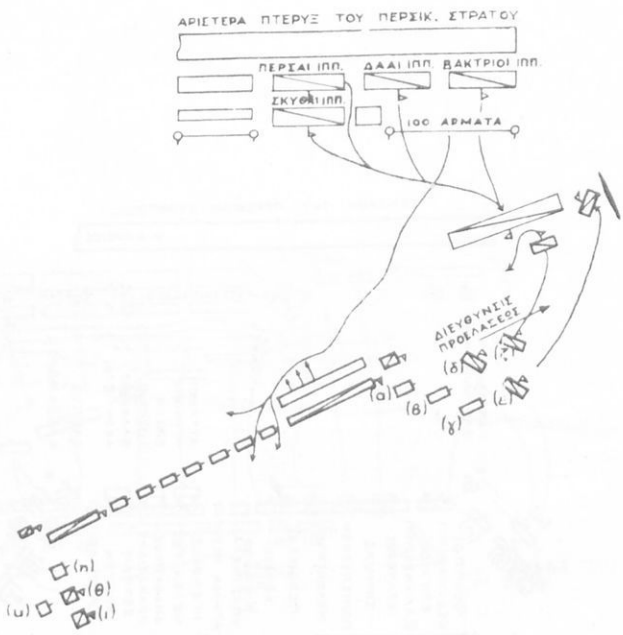 ΑΡΙΣΤΕΡΑ ΠΤΕΡΥΞ ΤΟΥ ΠΕΡΣΙΚ. ΣΤΡΑΤΟΥ
ΠΕΡΣΑΙ ΙΠΠ. ΔΑΑΙ ΙΠΠ. ΒΑΚΤΡΙΟΙ ΙΠΠ.
ΣΚΥΘΑΙ ΙΠΠ.
100 ΑΡΜΑΤΑ
ΔΙΕΥΘΥΝΣΙΣ
ΠΡΟΕΛΑΣΕΩΣ
(δ)
(α)
(β)
(γ)
(η)
(θ)
(ι)